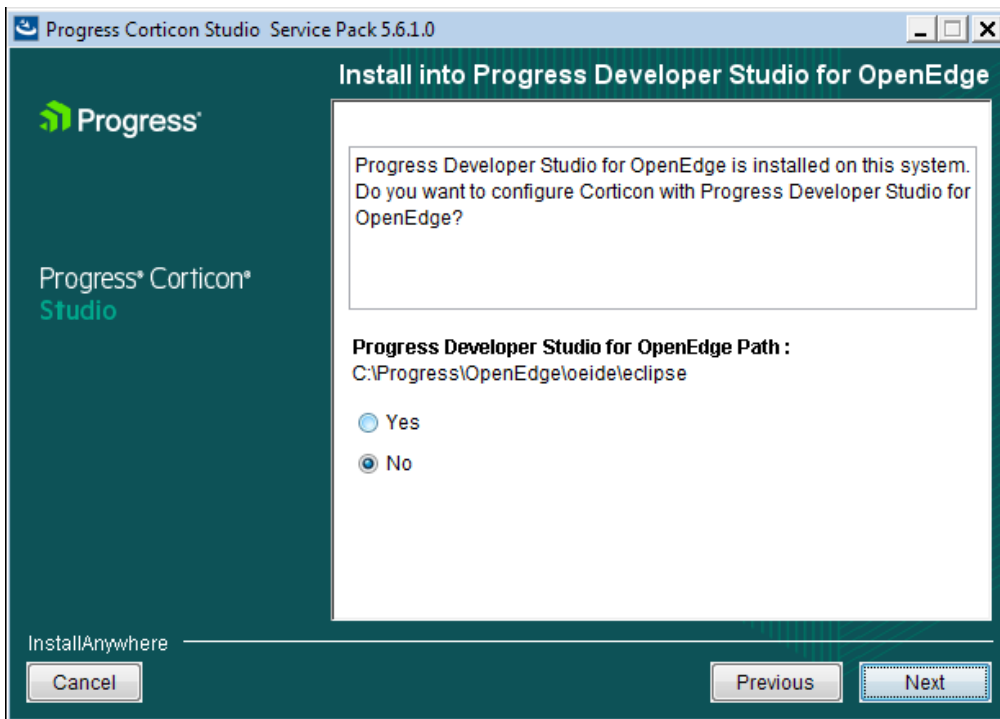 Progress Corticon Studio  Service Pack 5.6.1.0
Install into Progress Developer Studio for OpenEdge
Progress®
Progress® Corticon®
Studio
Progress Developer Studio for OpenEdge is installed on this system.
Do you want to configure Corticon with Progress Developer Studio for
OpenEdge?
Progress Developer Studio for OpenEdge Path :
C:\Progress\OpenEdge\oeide\eclipse
Yes
No
InstallAnywhere
Cancel
Previous
Next